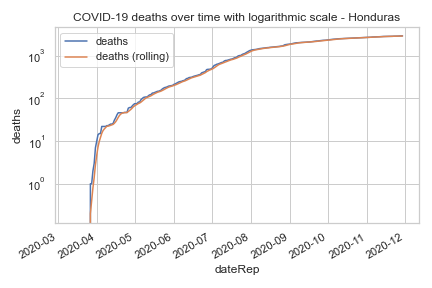 COVID-19 deaths over time with logarithmic scale - Honduras
deaths
deaths (rolling)
10³
10²
10¹
10⁰
deaths
2020-03
2020-04
2020-05
2020-06
2020-07
2020-08
2020-09
2020-10
2020-11
2020-12
dateRep